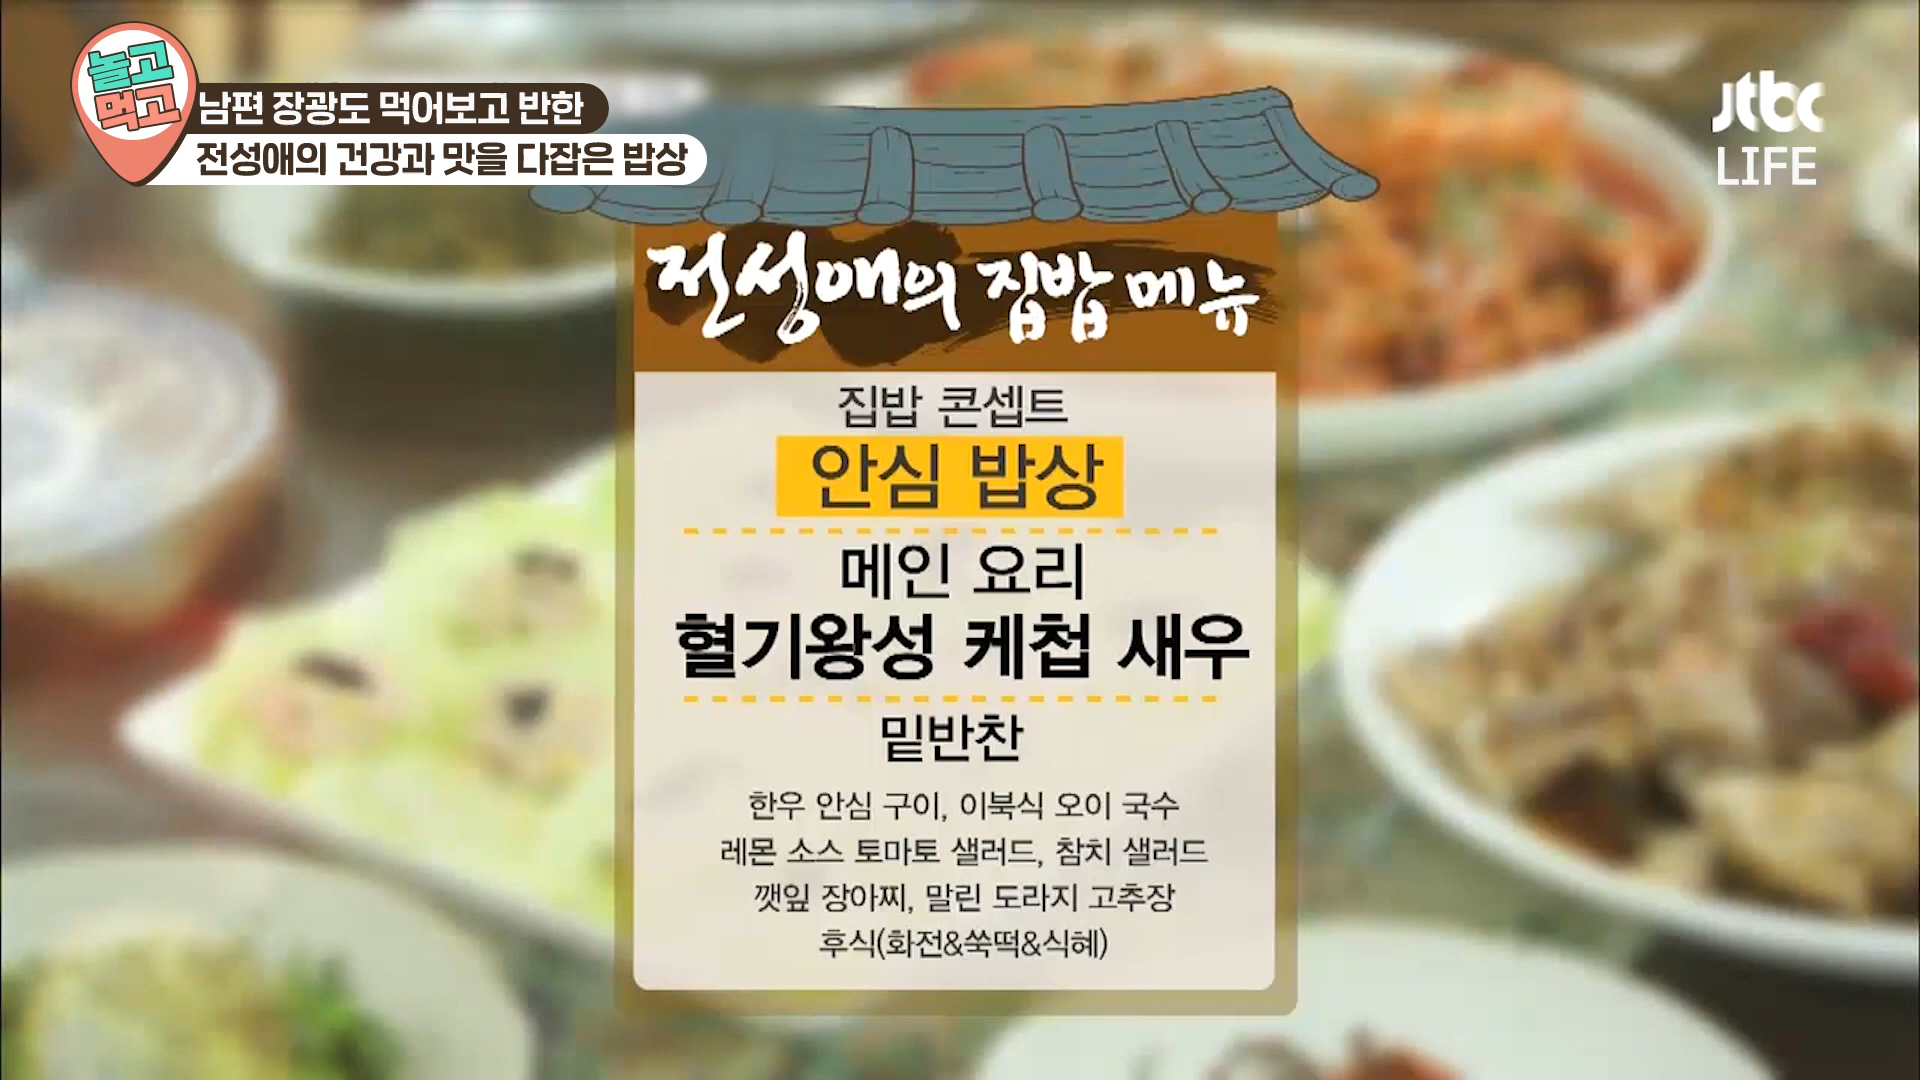 놀고
먹고
남편 장광도 먹어보고 반한
전성애의 건강과 맛을 다잡은 밥상
jtbc
LIFE
전성애의 집밥 메뉴
집밥 콘셉트
안심 밥상
메인 요리
혈기왕성 케첩 새우
밑반찬
한우 안심 구이, 이북식 오이 국수
레몬 소스 토마토 샐러드, 참치 샐러드
깻잎 장아찌, 말린 도라지 고추장
후식(화전&쑥떡&식혜)